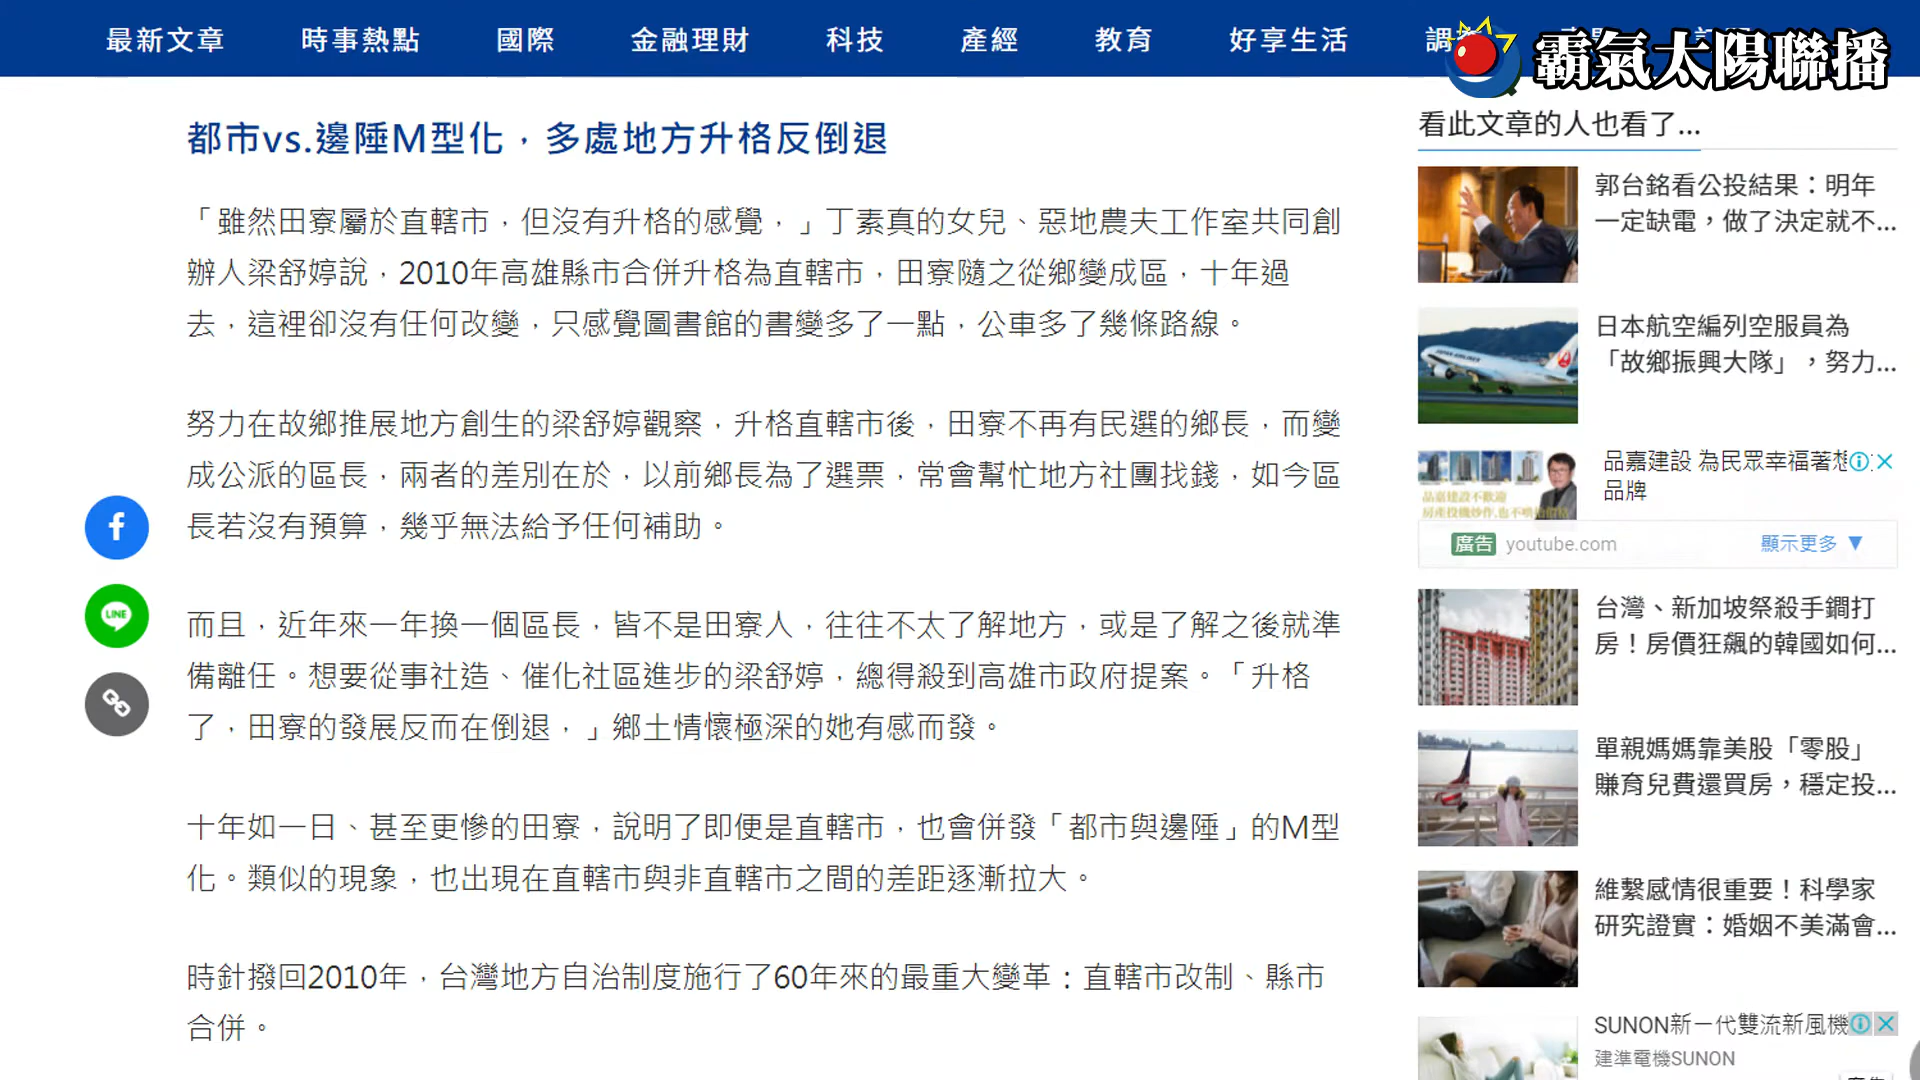 最新文章 時事熱點 國際 金融理財 科技 產經 教育 好享生活
霸氣太陽聯播
都市vs.邊陲M型化，多處地方升格反倒退
「雖然田寮屬於直轄市，但沒有升格的感覺，」丁素真的女兒、惡地農夫工作室共同創
辦人梁舒婷說，2010年高雄縣市合併升格為直轄市，田寮隨之從鄉變成區，十年過
去，這裡卻沒有任何改變，只感覺圖書館的書變多了一點，公車多了幾條路線。
努力在故鄉推展地方創生的梁舒婷觀察，升格直轄市後，田寮不再有民選的鄉長，而變
成公派的區長，兩者的差別在於，以前鄉長為了選票，常會幫忙地方社團找錢，如今區
長若沒有預算，幾乎無法給予任何補助。
而且，近年來一年換一個區長，皆不是田寮人，往往不太了解地方，或是了解之後就準
備離任。想要從事社造、催化社區進步的梁舒婷，總得殺到高雄市政府提案。「升格
了，田寮的發展反而在倒退，」鄉土情懷極深的她有感而發。
十年如一日、甚至更慘的田寮，說明了即便是直轄市，也會併發「都市與邊陲」的M型
化。類似的現象，也出現在直轄市與非直轄市之間的差距逐漸拉大。
時針撥回2010年，台灣地方自治制度施行了60年來的最重大變革：直轄市改制、縣市
合併。
LINE
看此文章的人也看了...
郭台銘看公投結果：明年
一定缺電，做了決定就不...
日本航空編列空服員為
「故鄉振興大隊」，努力...
品嘉建設 為民眾幸福著想
品牌
品嘉建設不歡迎
廣告 youtube.com 顯示更多
台灣、新加坡祭殺手鐧打
房！房價狂飆的韓國如何...
單親媽媽靠美股「零股」
賺育兒費還買房，穩定投...
維繫感情很重要！科學家
研究證實：婚姻不美滿會...
SUNON新一代雙流新風機
建準電機SUNON